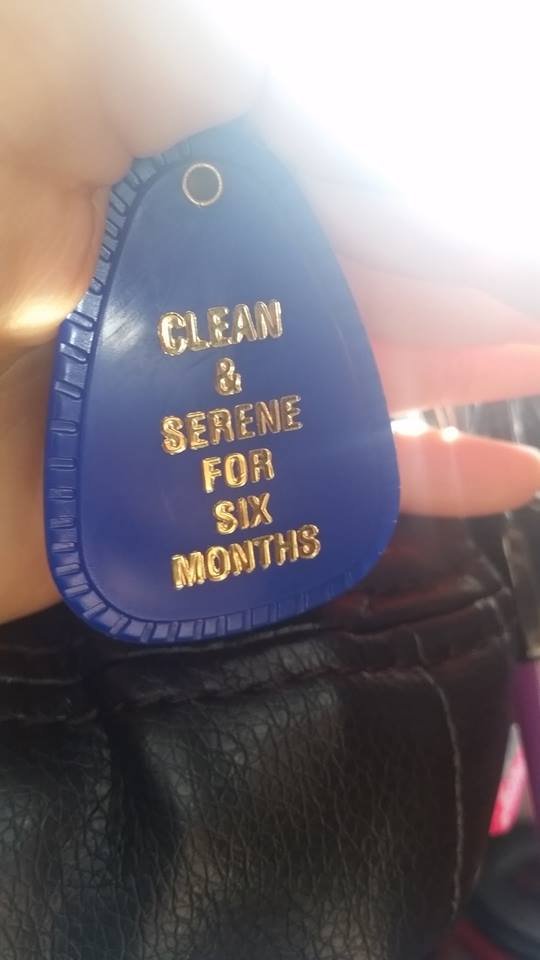 CLEAN
&
SERENE
FOR
SIX
MONTHS